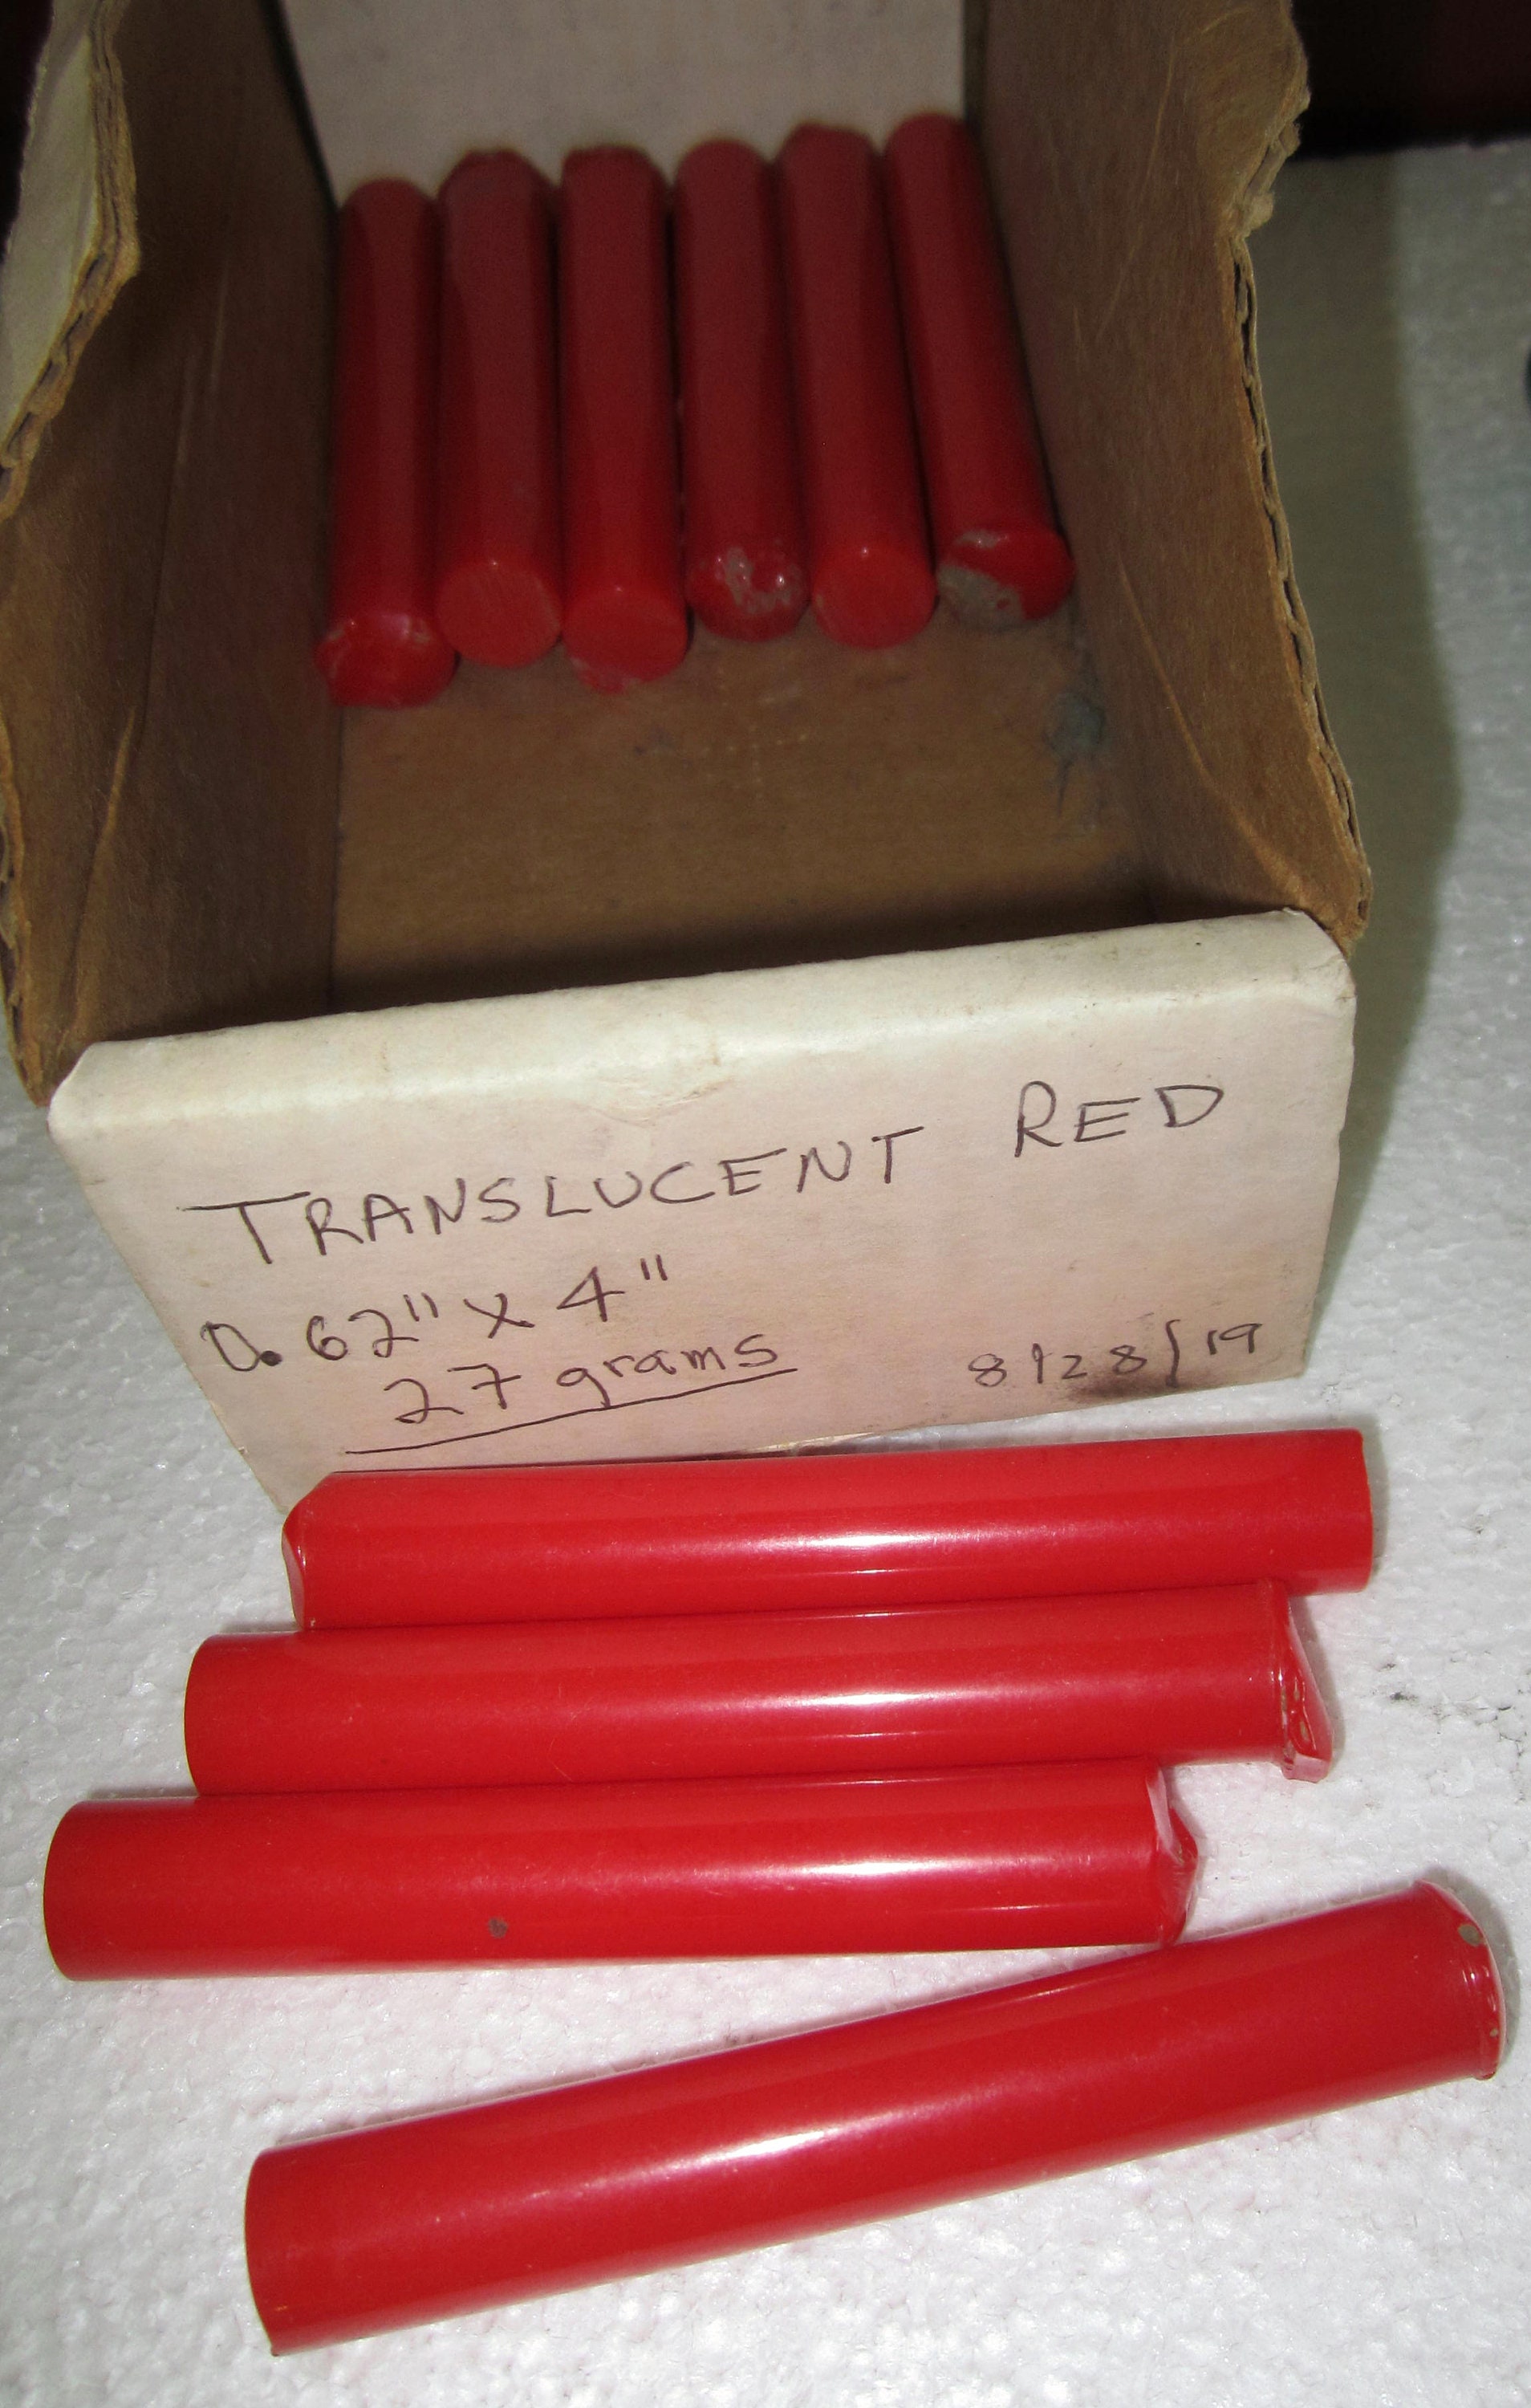 TRANSLUCENT RED
0.62" x 4"
27 grams
8/28/19